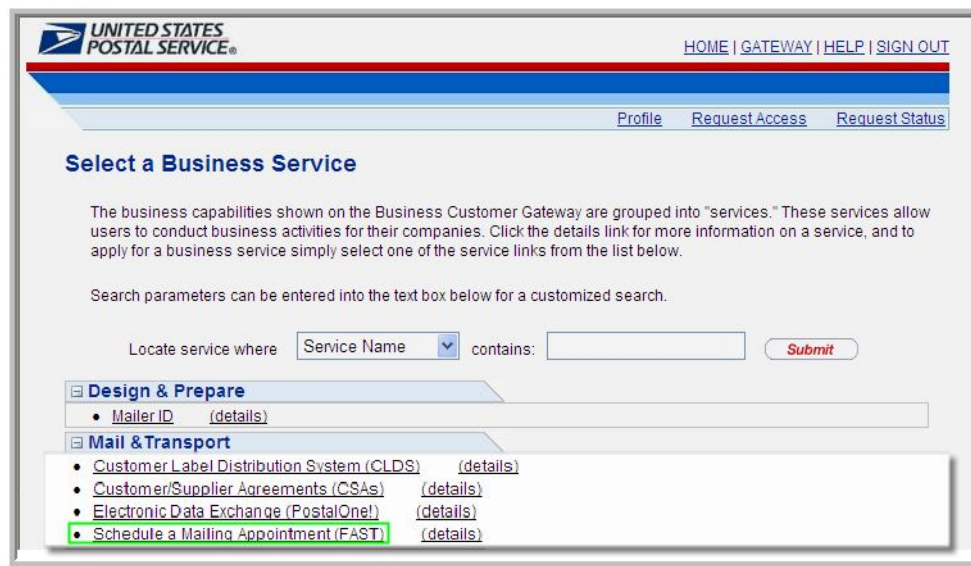 UNITED STATES
POSTAL SERVICE®
HOME | GATEWAY | HELP | SIGN OUT
Profile Request Access Request Status
Select a Business Service
The business capabilities shown on the Business Customer Gateway are grouped into "services." These services allow
users to conduct business activities for their companies. Click the details link for more information on a service, and to
apply for a business service simply select one of the service links from the list below.
Search parameters can be entered into the text box below for a customized search.
Locate service where Service Name contains: Submit
Design & Prepare
• Mailer ID (details)
Mail &Transport
• Customer Label Distribution System (CLDS) (details)
• Customer/Supplier Agreements (CSAs) (details)
• Electronic Data Exchange (PostalOne!) (details)
• Schedule a Mailing Appointment (FAST) (details)